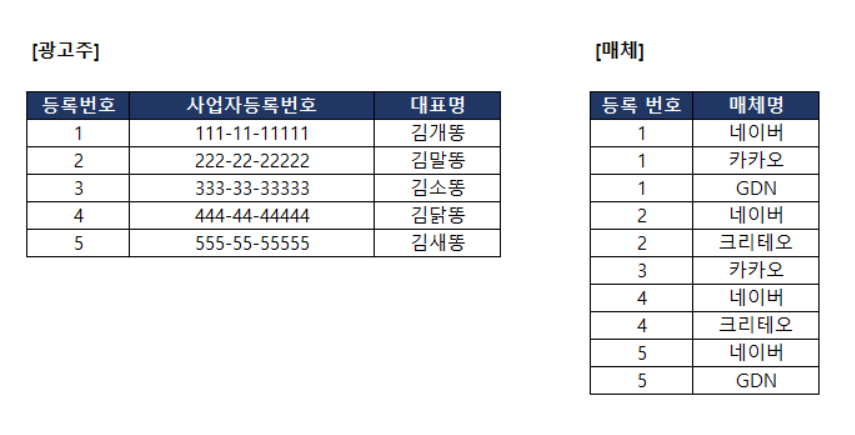 [광고주]
등록번호 사업자등록번호 대표명
1 111-11-11111 김개똥
2 222-22-22222 김말똥
3 333-33-33333 김소똥
4 444-44-44444 김닭똥
5 555-55-55555 김새똥
[매체]
등록 번호 매체명
1 네이버
1 카카오
1 GDN
2 네이버
2 크리테오
3 카카오
4 네이버
4 크리테오
5 네이버
5 GDN